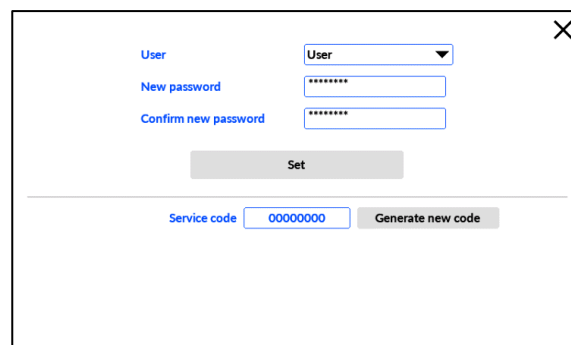 User User
New password ********
Confirm new password ********
Set
Service code 00000000 Generate new code